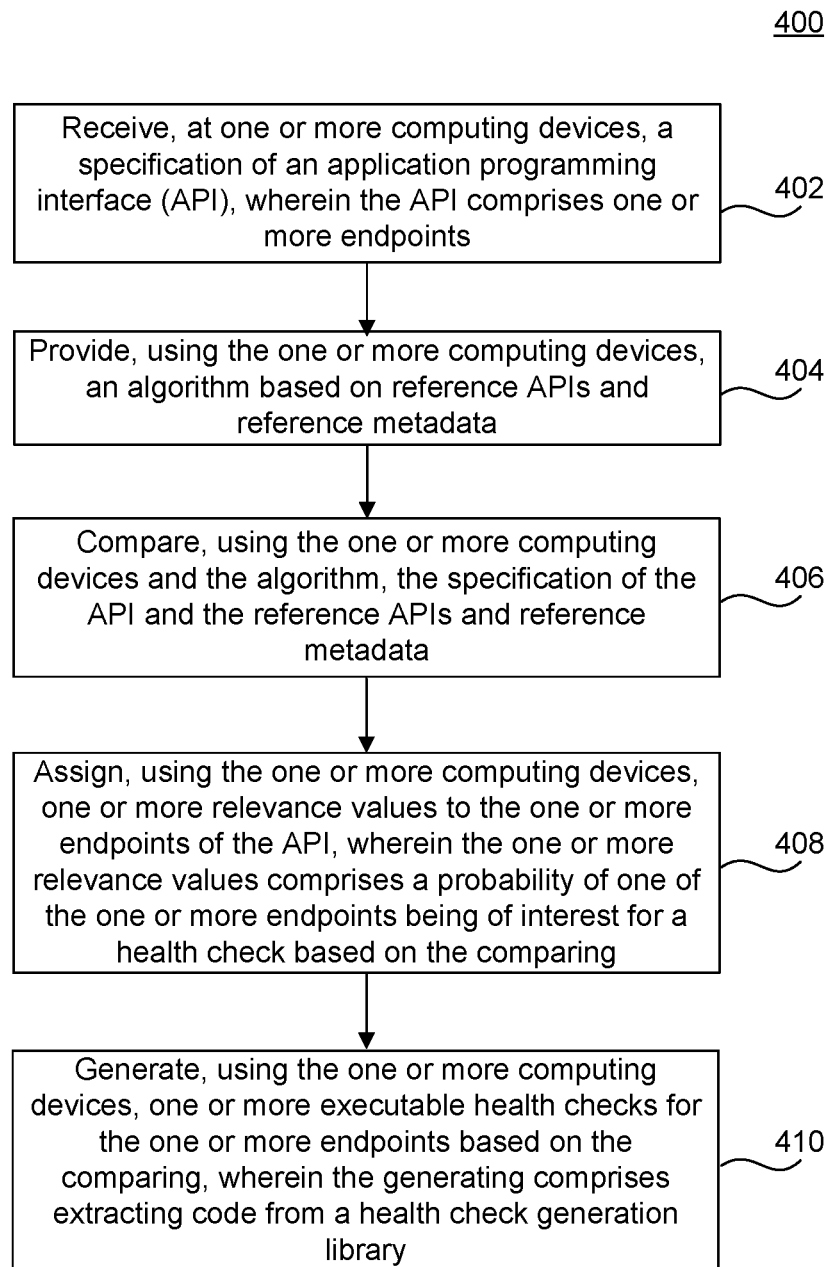 400
Receive, at one or more computing devices, a
specification of an application programming
interface (API), wherein the API comprises one or
more endpoints
402
Provide, using the one or more computing devices,
an algorithm based on reference APIs and
reference metadata
404
Compare, using the one or more computing
devices and the algorithm, the specification of the
API and the reference APIs and reference
metadata
406
Assign, using the one or more computing devices,
one or more relevance values to the one or more
endpoints of the API, wherein the one or more
relevance values comprises a probability of one of
the one or more endpoints being of interest for a
health check based on the comparing
408
Generate, using the one or more computing
devices, one or more executable health checks for
the one or more endpoints based on the
comparing, wherein the generating comprises
extracting code from a health check generation
library
410